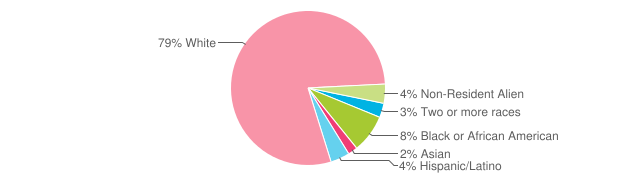 79% White
4% Non-Resident Alien
3% Two or more races
8% Black or African American
2% Asian
4% Hispanic/Latino